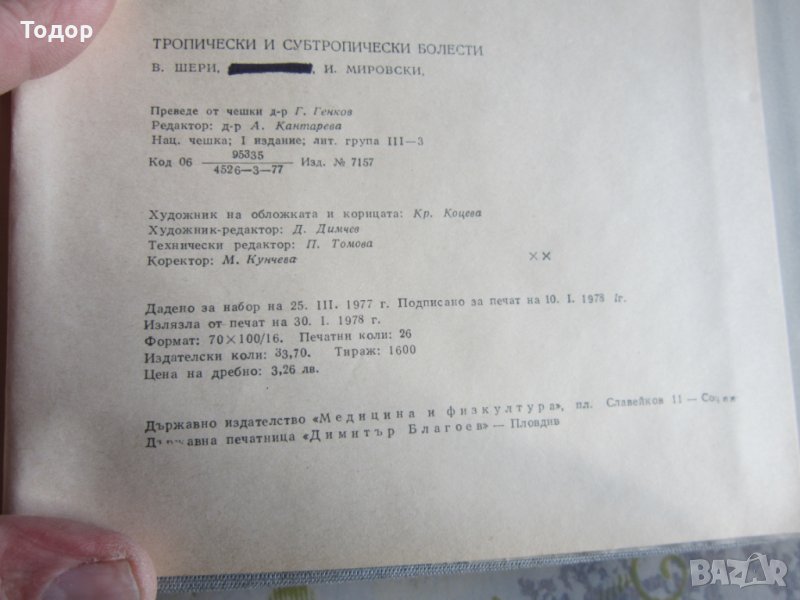 Тодор
ТРОПИЧЕСКИ И СУБТРОПИЧЕСКИ БОЛЕСТИ
В. ШЕРИ, , И. МИРОВСКИ,
Преведе от чешки д-р Г. Генков
Редактор: д-р А. Кантарева
Нац. чешка; I издание; лит. група III—3
Код 06 95335 / 4526—3—77 Изд. № 7157
Художник на обложката и корицата: Кр. Коцева
Художник-редактор: Д. Димчев
Технически редактор: П. Томова
Коректор: М. Кунчева
××
Дадено за набор на 25. III. 1977 г. Подписано за печат на 10. I. 1978 г.
Излязла от печат на 30. I. 1978 г.
Формат: 70×100/16. Печатни коли: 26
Издателски коли: 33,70. Тираж: 1600
Цена на дребно: 3,26 лв.
Държавно издателство «Медицина и физкултура», пл. Славейков 11 — София
Държавна печатница «Димитър Благоев» — Пловдив
BAZAR